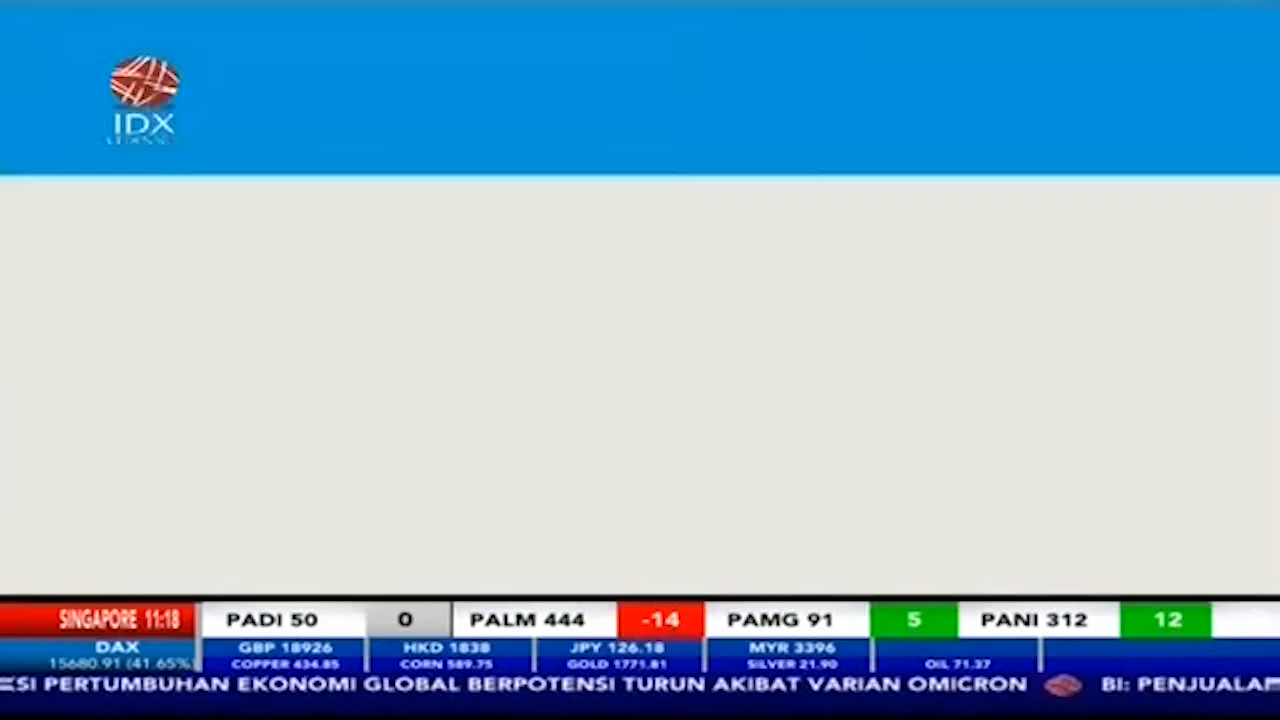 IDX
SINGAPORE 11:18
PADI 50 0 PALM 444 -14 PAMG 91 5 PANI 312 12
DAX GBP 18926 HKD 1838 JPY 126.18 MYR 3396
15680.91 (41.65%) COPPER 434.85 CORN 589.75 GOLD 1771.81 SILVER 21.90 OIL 71.37
PERTUMBUHAN EKONOMI GLOBAL BERPOTENSI TURUN AKIBAT VARIAN OMICRON BI: